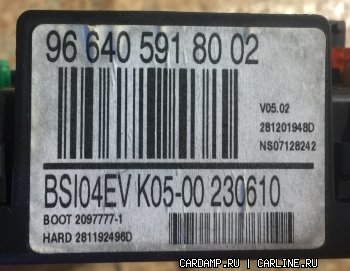 96 640 591 80 02
V05.02
281201948D
NS07128242
BSI04EV K05-00 230610
BOOT 2097777-1
HARD 281192496D
CARDAMP.RU / CARLINE.RU